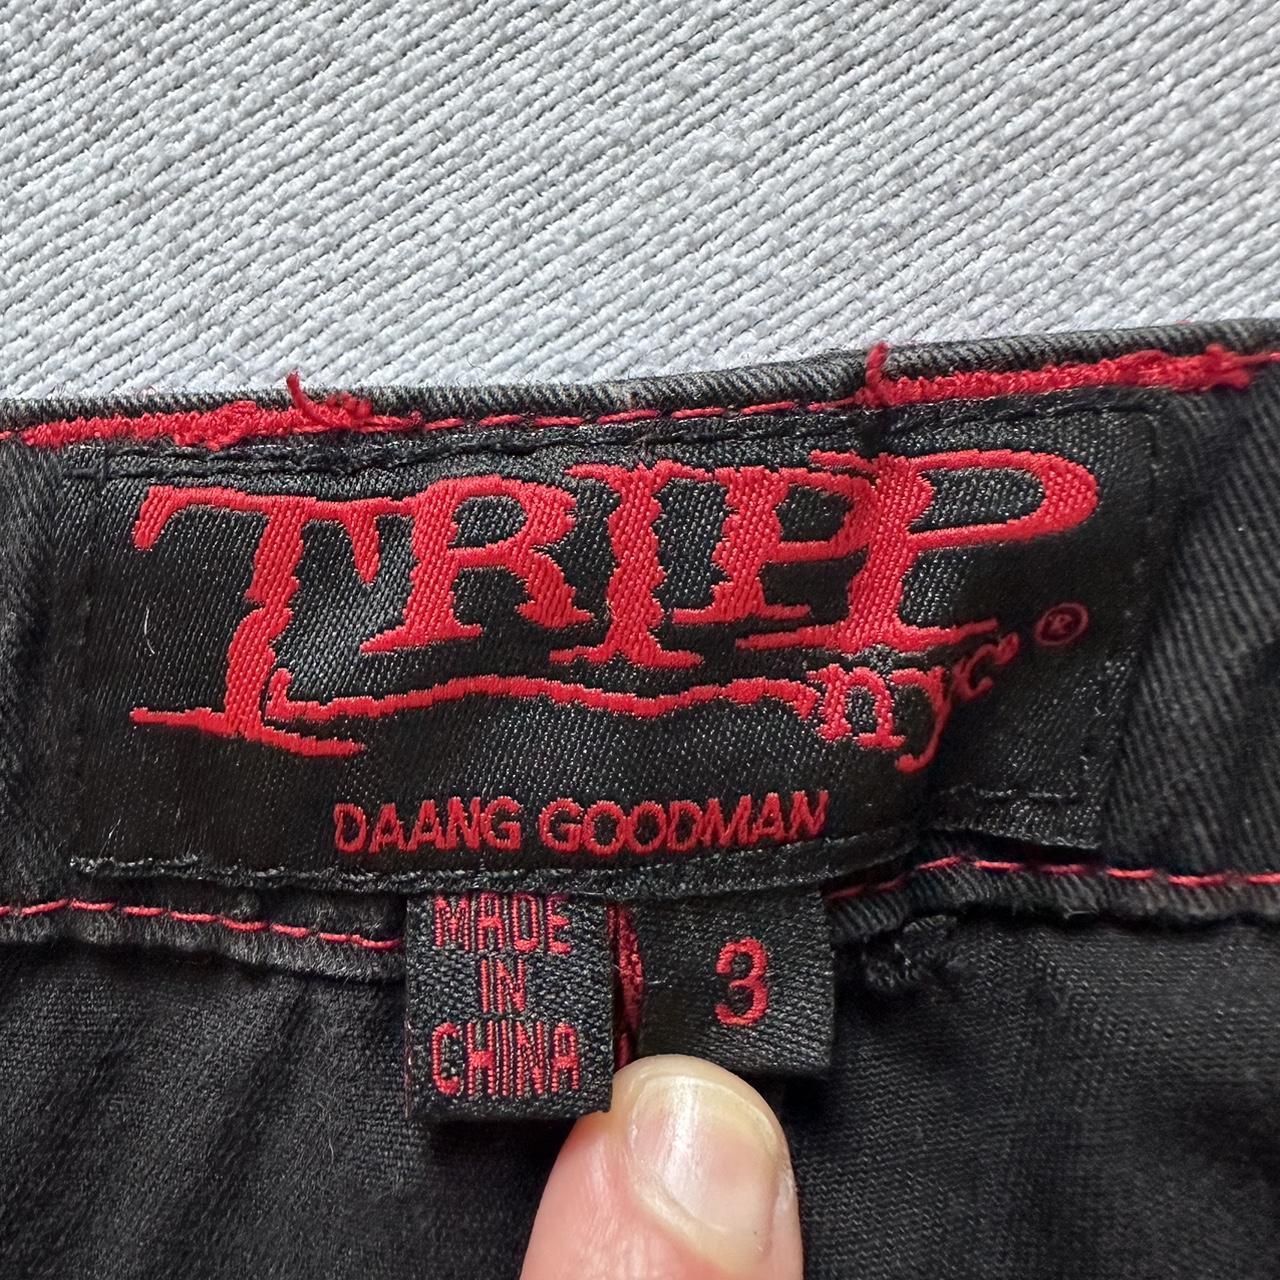 TRIPP
nyc ®
DAANG GOODMAN
MADE
IN
CHINA
3